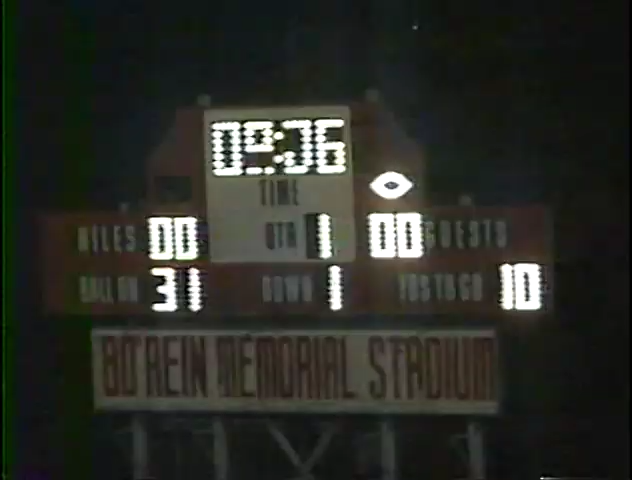 09:36
TIME
NILES 00 QTR 1 00 GUESTS
BALL ON 31 DOWN 1 YDS TO GO 10
BO REIN MEMORIAL STADIUM